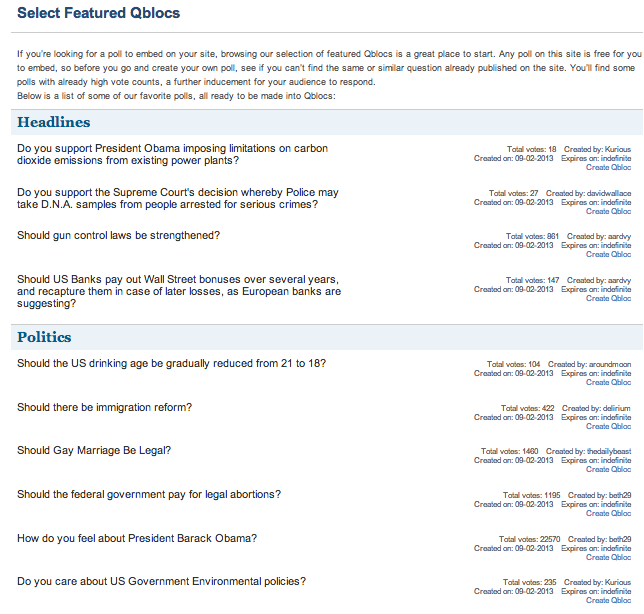 Select Featured Qblocs
If you're looking for a poll to embed on your site, browsing our selection of featured Qblocs is a great place to start. Any poll on this site is free for you
to embed, so before you go and create your own poll, see if you can't find the same or similar question already published on the site. You'll find some
polls with already high vote counts, a further inducement for your audience to respond.
Below is a list of some of our favorite polls, all ready to be made into Qblocs:
Headlines
Do you support President Obama imposing limitations on carbon
dioxide emissions from existing power plants?
Total votes: 18 Created by: Kurious
Created on: 09-02-2013 Expires on: indefinite
Create Qbloc
Do you support the Supreme Court's decision whereby Police may
take D.N.A. samples from people arrested for serious crimes?
Total votes: 27 Created by: davidwallace
Created on: 09-02-2013 Expires on: indefinite
Create Qbloc
Should gun control laws be strengthened?
Total votes: 861 Created by: aardvy
Created on: 09-02-2013 Expires on: indefinite
Create Qbloc
Should US Banks pay out Wall Street bonuses over several years,
and recapture them in case of later losses, as European banks are
suggesting?
Total votes: 147 Created by: aardvy
Created on: 09-02-2013 Expires on: indefinite
Create Qbloc
Politics
Should the US drinking age be gradually reduced from 21 to 18?
Total votes: 104 Created by: aroundmoon
Created on: 09-02-2013 Expires on: indefinite
Create Qbloc
Should there be immigration reform?
Total votes: 422 Created by: delirium
Created on: 09-02-2013 Expires on: indefinite
Create Qbloc
Should Gay Marriage Be Legal?
Total votes: 1460 Created by: thedailybeast
Created on: 09-02-2013 Expires on: indefinite
Create Qbloc
Should the federal government pay for legal abortions?
Total votes: 1195 Created by: beth29
Created on: 09-02-2013 Expires on: indefinite
Create Qbloc
How do you feel about President Barack Obama?
Total votes: 22570 Created by: beth29
Created on: 09-02-2013 Expires on: indefinite
Create Qbloc
Do you care about US Government Environmental policies?
Total votes: 235 Created by: Kurious
Created on: 09-02-2013 Expires on: indefinite
Create Qbloc